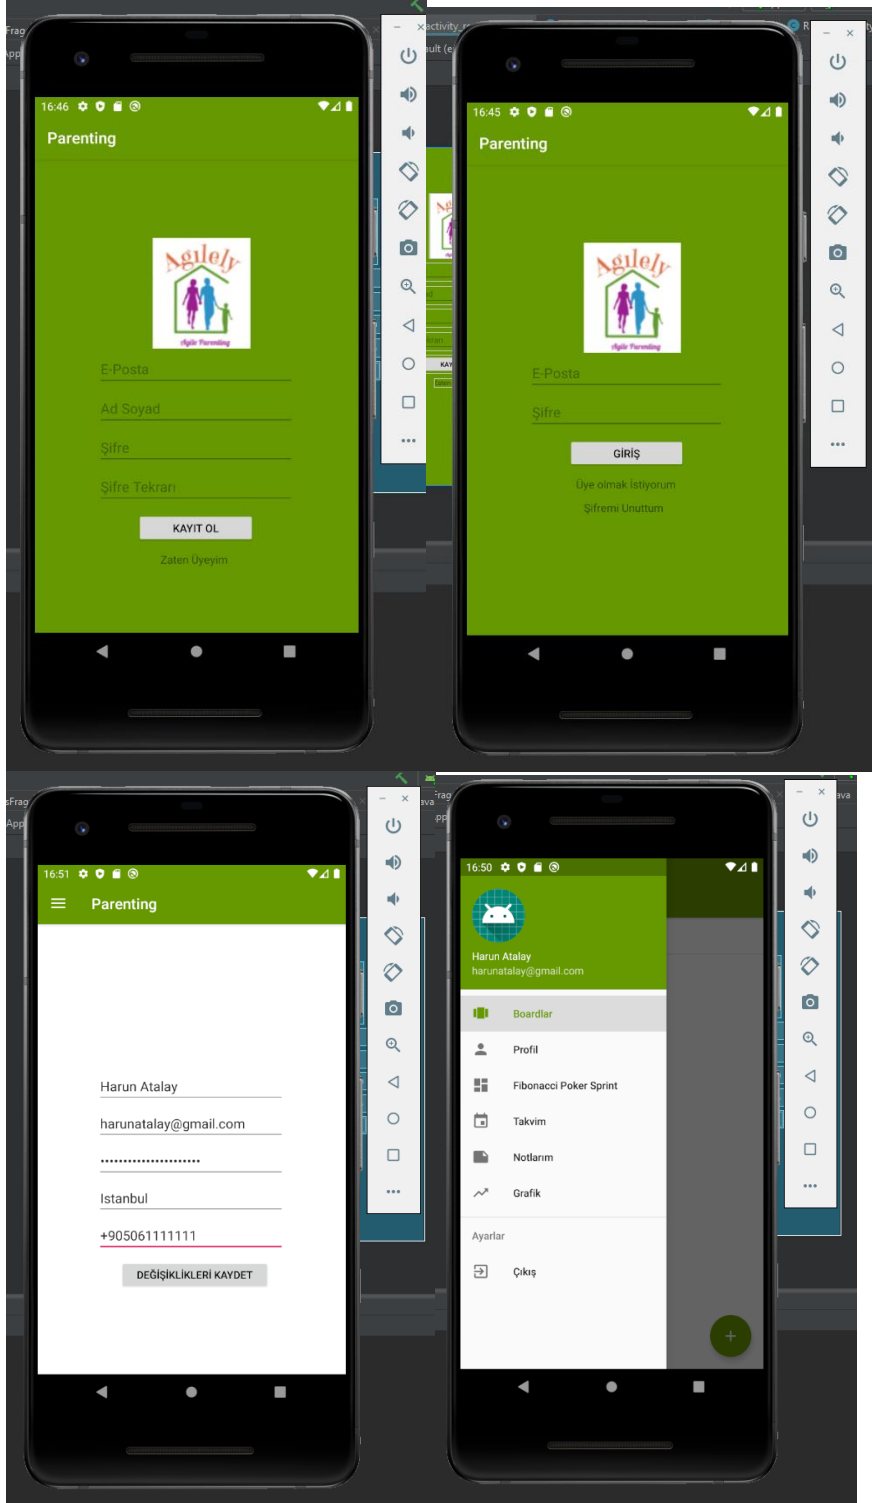 Frag
App
16:46
Parenting
Agilely
Agile Parenting
E-Posta
Ad Soyad
Şifre
Şifre Tekrarı
KAYIT OL
Zaten Üyeyim
16:45
Parenting
Agilely
Agile Parenting
E-Posta
Şifre
GİRİŞ
Üye olmak İstiyorum
Şifremi Unuttum
16:51
Parenting
Harun Atalay
harunatalay@gmail.com
••••••••••••••••••••••
Istanbul
+905061111111
DEĞİŞİKLİKLERİ KAYDET
16:50
Harun Atalay
harunatalay@gmail.com
Boardlar
Profil
Fibonacci Poker Sprint
Takvim
Notlarım
Grafik
Ayarlar
Çıkış